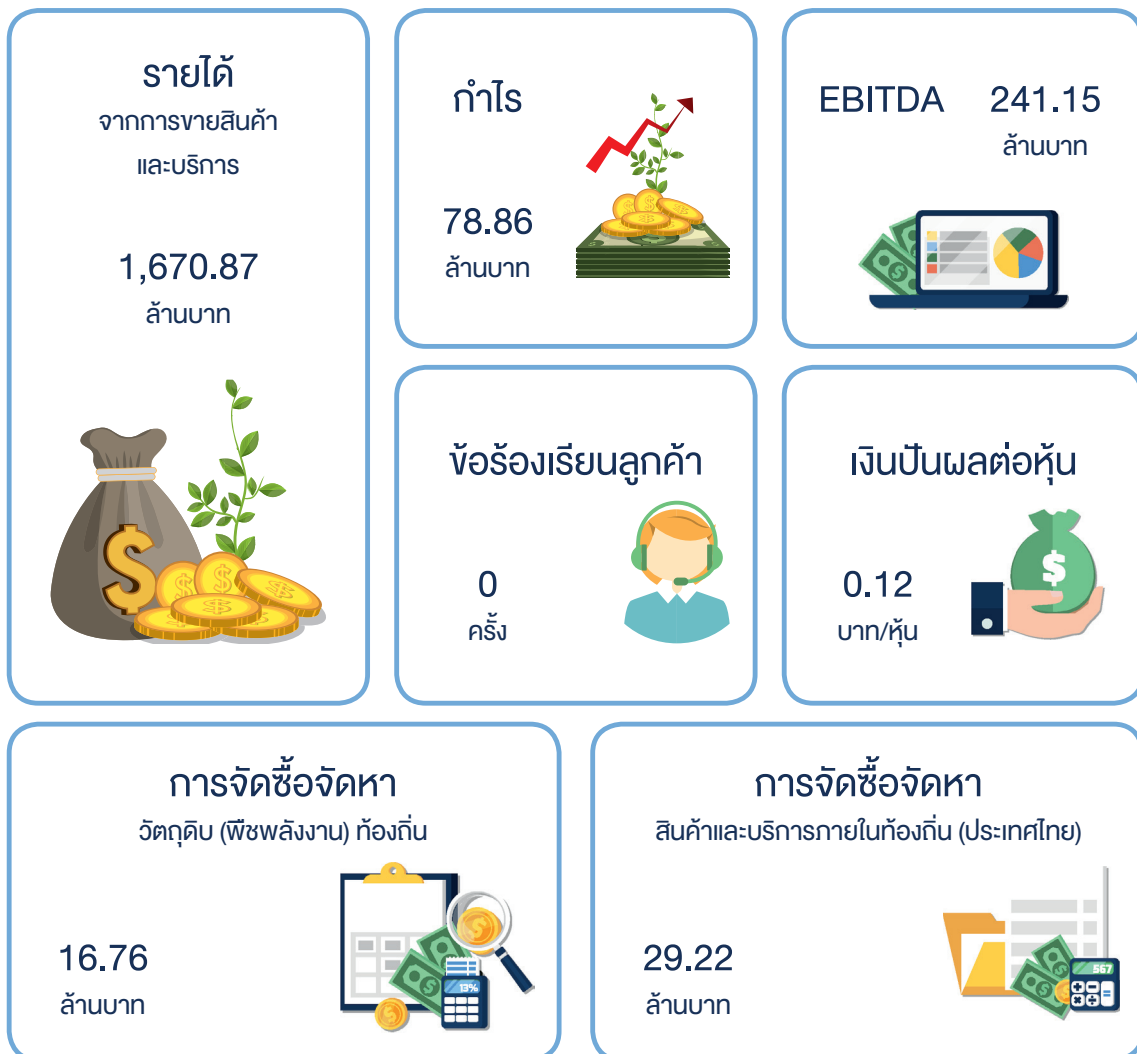 รายได้
จากการขายสินค้า
และบริการ
1,670.87
ล้านบาท
กำไร
78.86
ล้านบาท
EBITDA 241.15
ล้านบาท
ข้อร้องเรียนลูกค้า
0
ครั้ง
เงินปันผลต่อหุ้น
0.12
บาท/หุ้น
การจัดซื้อจัดหา
วัตถุดิบ (พืชพลังงาน) ท้องถิ่น
16.76
ล้านบาท
13%
การจัดซื้อจัดหา
สินค้าและบริการภายในท้องถิ่น (ประเทศไทย)
29.22
ล้านบาท
567